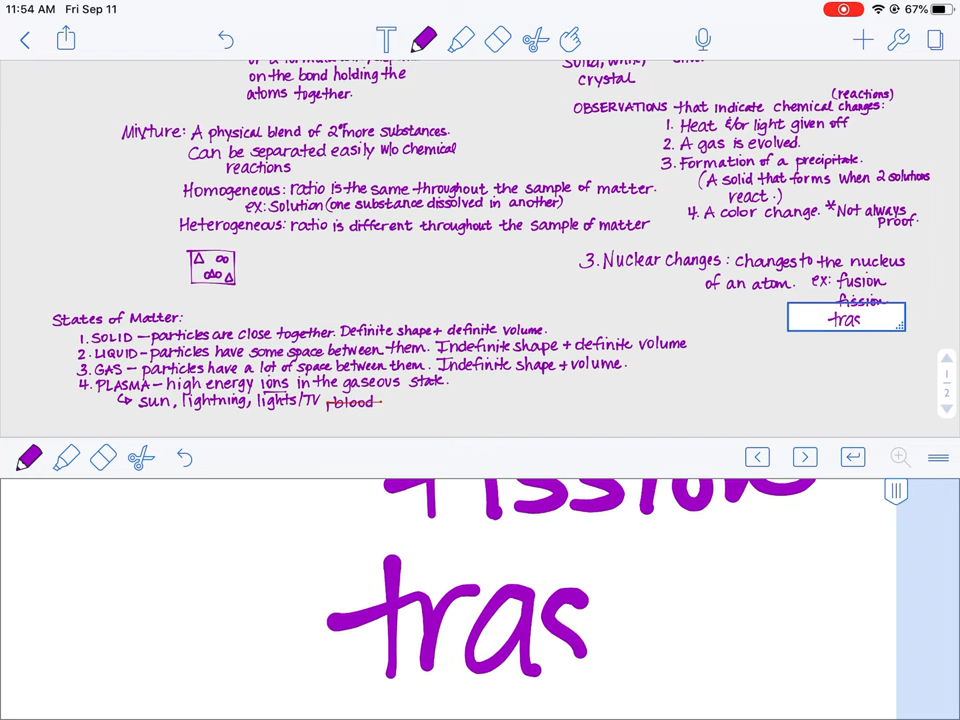 11:54 AM Fri Sep 11
67%
T
on the bond holding the
atoms together.
Mixture: A physical blend of 2 or more substances.
Can be separated easily w/o chemical
reactions
Homogeneous: ratio is the same throughout the sample of matter.
ex: Solution (one substance dissolved in another)
Heterogeneous: ratio is different throughout the sample of matter
States of Matter:
1. SOLID - particles are close together. Definite shape + definite volume.
2. LIQUID - particles have some space between them. Indefinite shape + definite volume
3. GAS - particles have a lot of space between them. Indefinite shape + volume.
4. PLASMA - high energy ions in the gaseous state.
↳ sun, lightning, lights/TV, blood
crystal
(reactions)
OBSERVATIONS that indicate chemical changes:
1. Heat &/or light given off
2. A gas is evolved.
3. Formation of a precipitate.
(A solid that forms when 2 solutions
react.)
4. A color change. *Not always
proof.
3. Nuclear Changes: changes to the nucleus
of an atom. ex: fusion
fission
tras
1
2
fission
tras